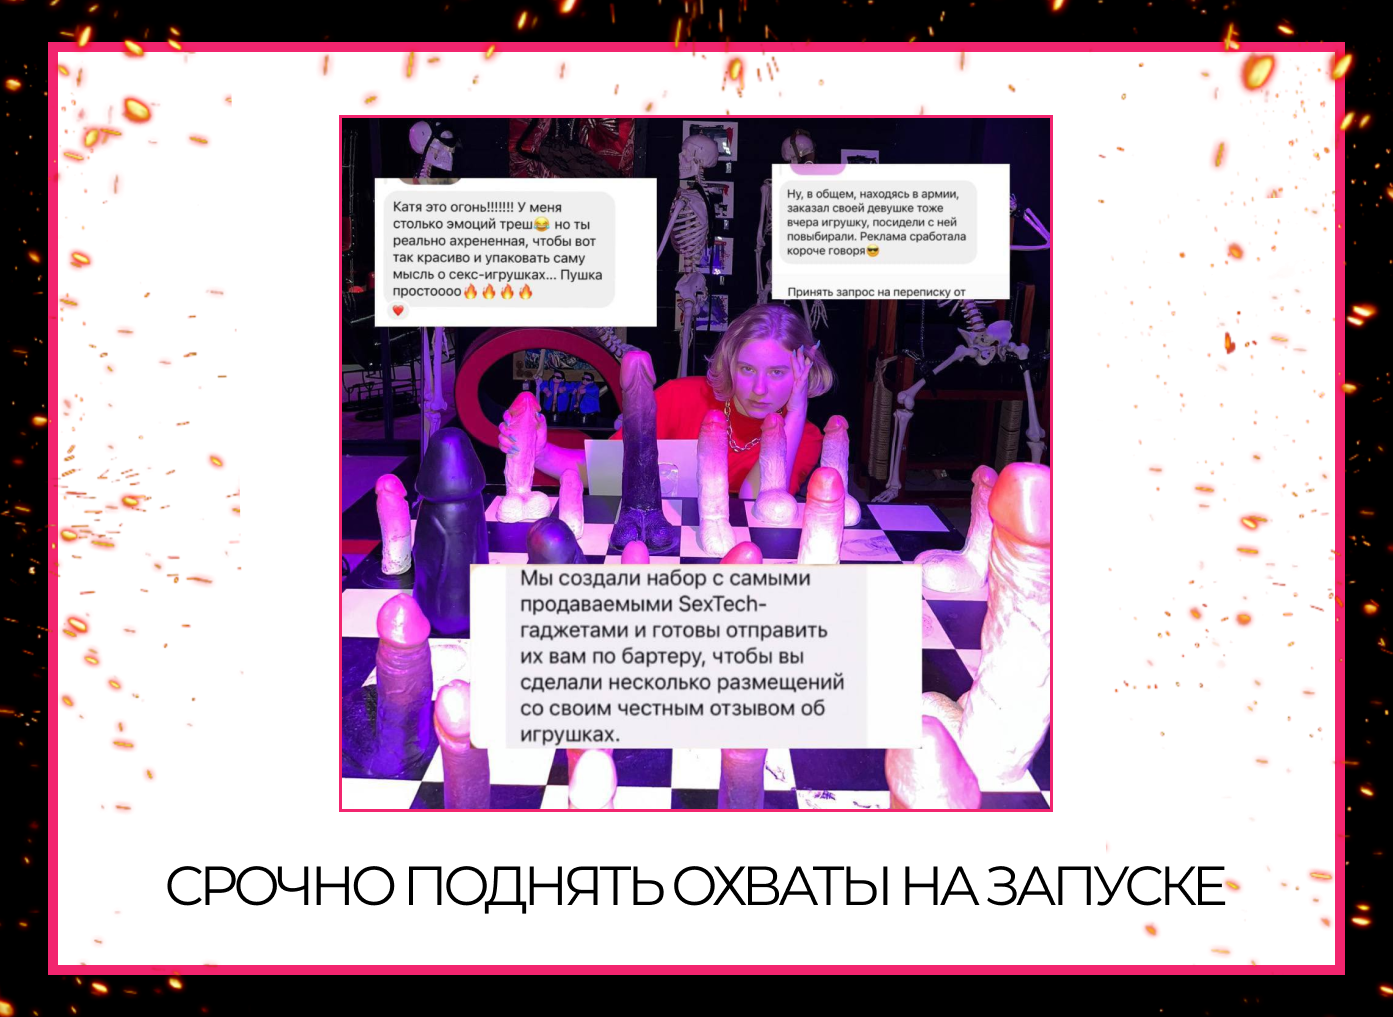 Катя это огонь!!!!!!! У меня
столько эмоций треш😂 но ты
реально ахрененная, чтобы вот
так красиво и упаковать саму
мысль о секс-игрушках... Пушка
простоооо🔥🔥🔥🔥
Ну, в общем, находясь в армии,
заказал своей девушке тоже
вчера игрушку, посидели с ней
повыбирали. Реклама сработала
короче говоря😎
Принять запрос на переписку от
Мы создали набор с самыми
продаваемыми SexTech-
гаджетами и готовы отправить
их вам по бартеру, чтобы вы
сделали несколько размещений
со своим честным отзывом об
игрушках.
СРОЧНО ПОДНЯТЬ ОХВАТЫ НА ЗАПУСКЕ